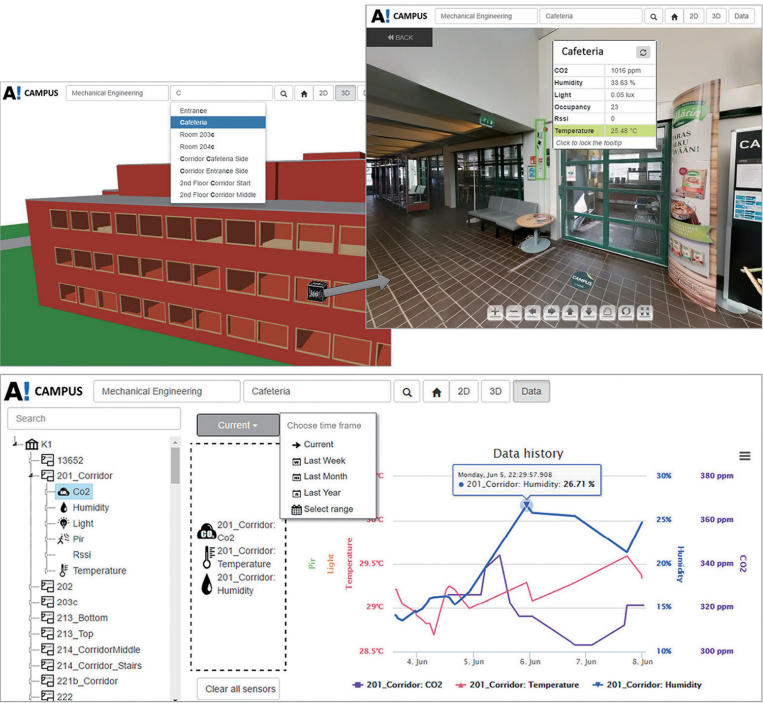 A! CAMPUS
Mechanical Engineering
Cafeteria
2D
3D
Data
BACK
Cafeteria
CO2 1016 ppm
Humidity 33.63 %
Light 0.05 lux
Occupancy 23
Rssi 0
Temperature 25.48 °C
Click to lock the tooltip
CA
CAMPUS
A! CAMPUS
Mechanical Engineering
C
2D
3D
Entrance
Cafeteria
Room 203c
Room 204c
Corridor Cafeteria Side
Corridor Entrance Side
2nd Floor Corridor Start
2nd Floor Corridor Middle
360°
A! CAMPUS
Mechanical Engineering
Cafeteria
2D
3D
Data
Search
K1
13652
201_Corridor
Co2
Humidity
Light
Pir
Rssi
Temperature
202
203c
213_Bottom
213_Top
214_CorridorMiddle
214_Corridor_Stairs
221b_Corridor
222
Current
Choose time frame
Current
Last Week
Last Month
Last Year
Select range
CO2
201_Corridor:
Co2
201_Corridor:
Temperature
201_Corridor:
Humidity
Clear all sensors
Data history
Monday, Jun 5, 22:29:57.908
201_Corridor: Humidity: 26.71 %
Pir
Light
Temperature
29.5°C
29°C
28.5°C
30%
25%
20%
15%
10%
Humidity
380 ppm
360 ppm
340 ppm
320 ppm
300 ppm
CO2
4. Jun
5. Jun
6. Jun
7. Jun
8. Jun
201_Corridor: CO2
201_Corridor: Temperature
201_Corridor: Humidity